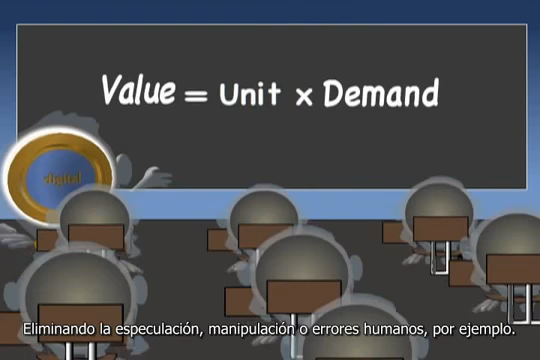 Value = Unit x Demand
digital
Eliminando la especulación, manipulación o errores humanos, por ejemplo.